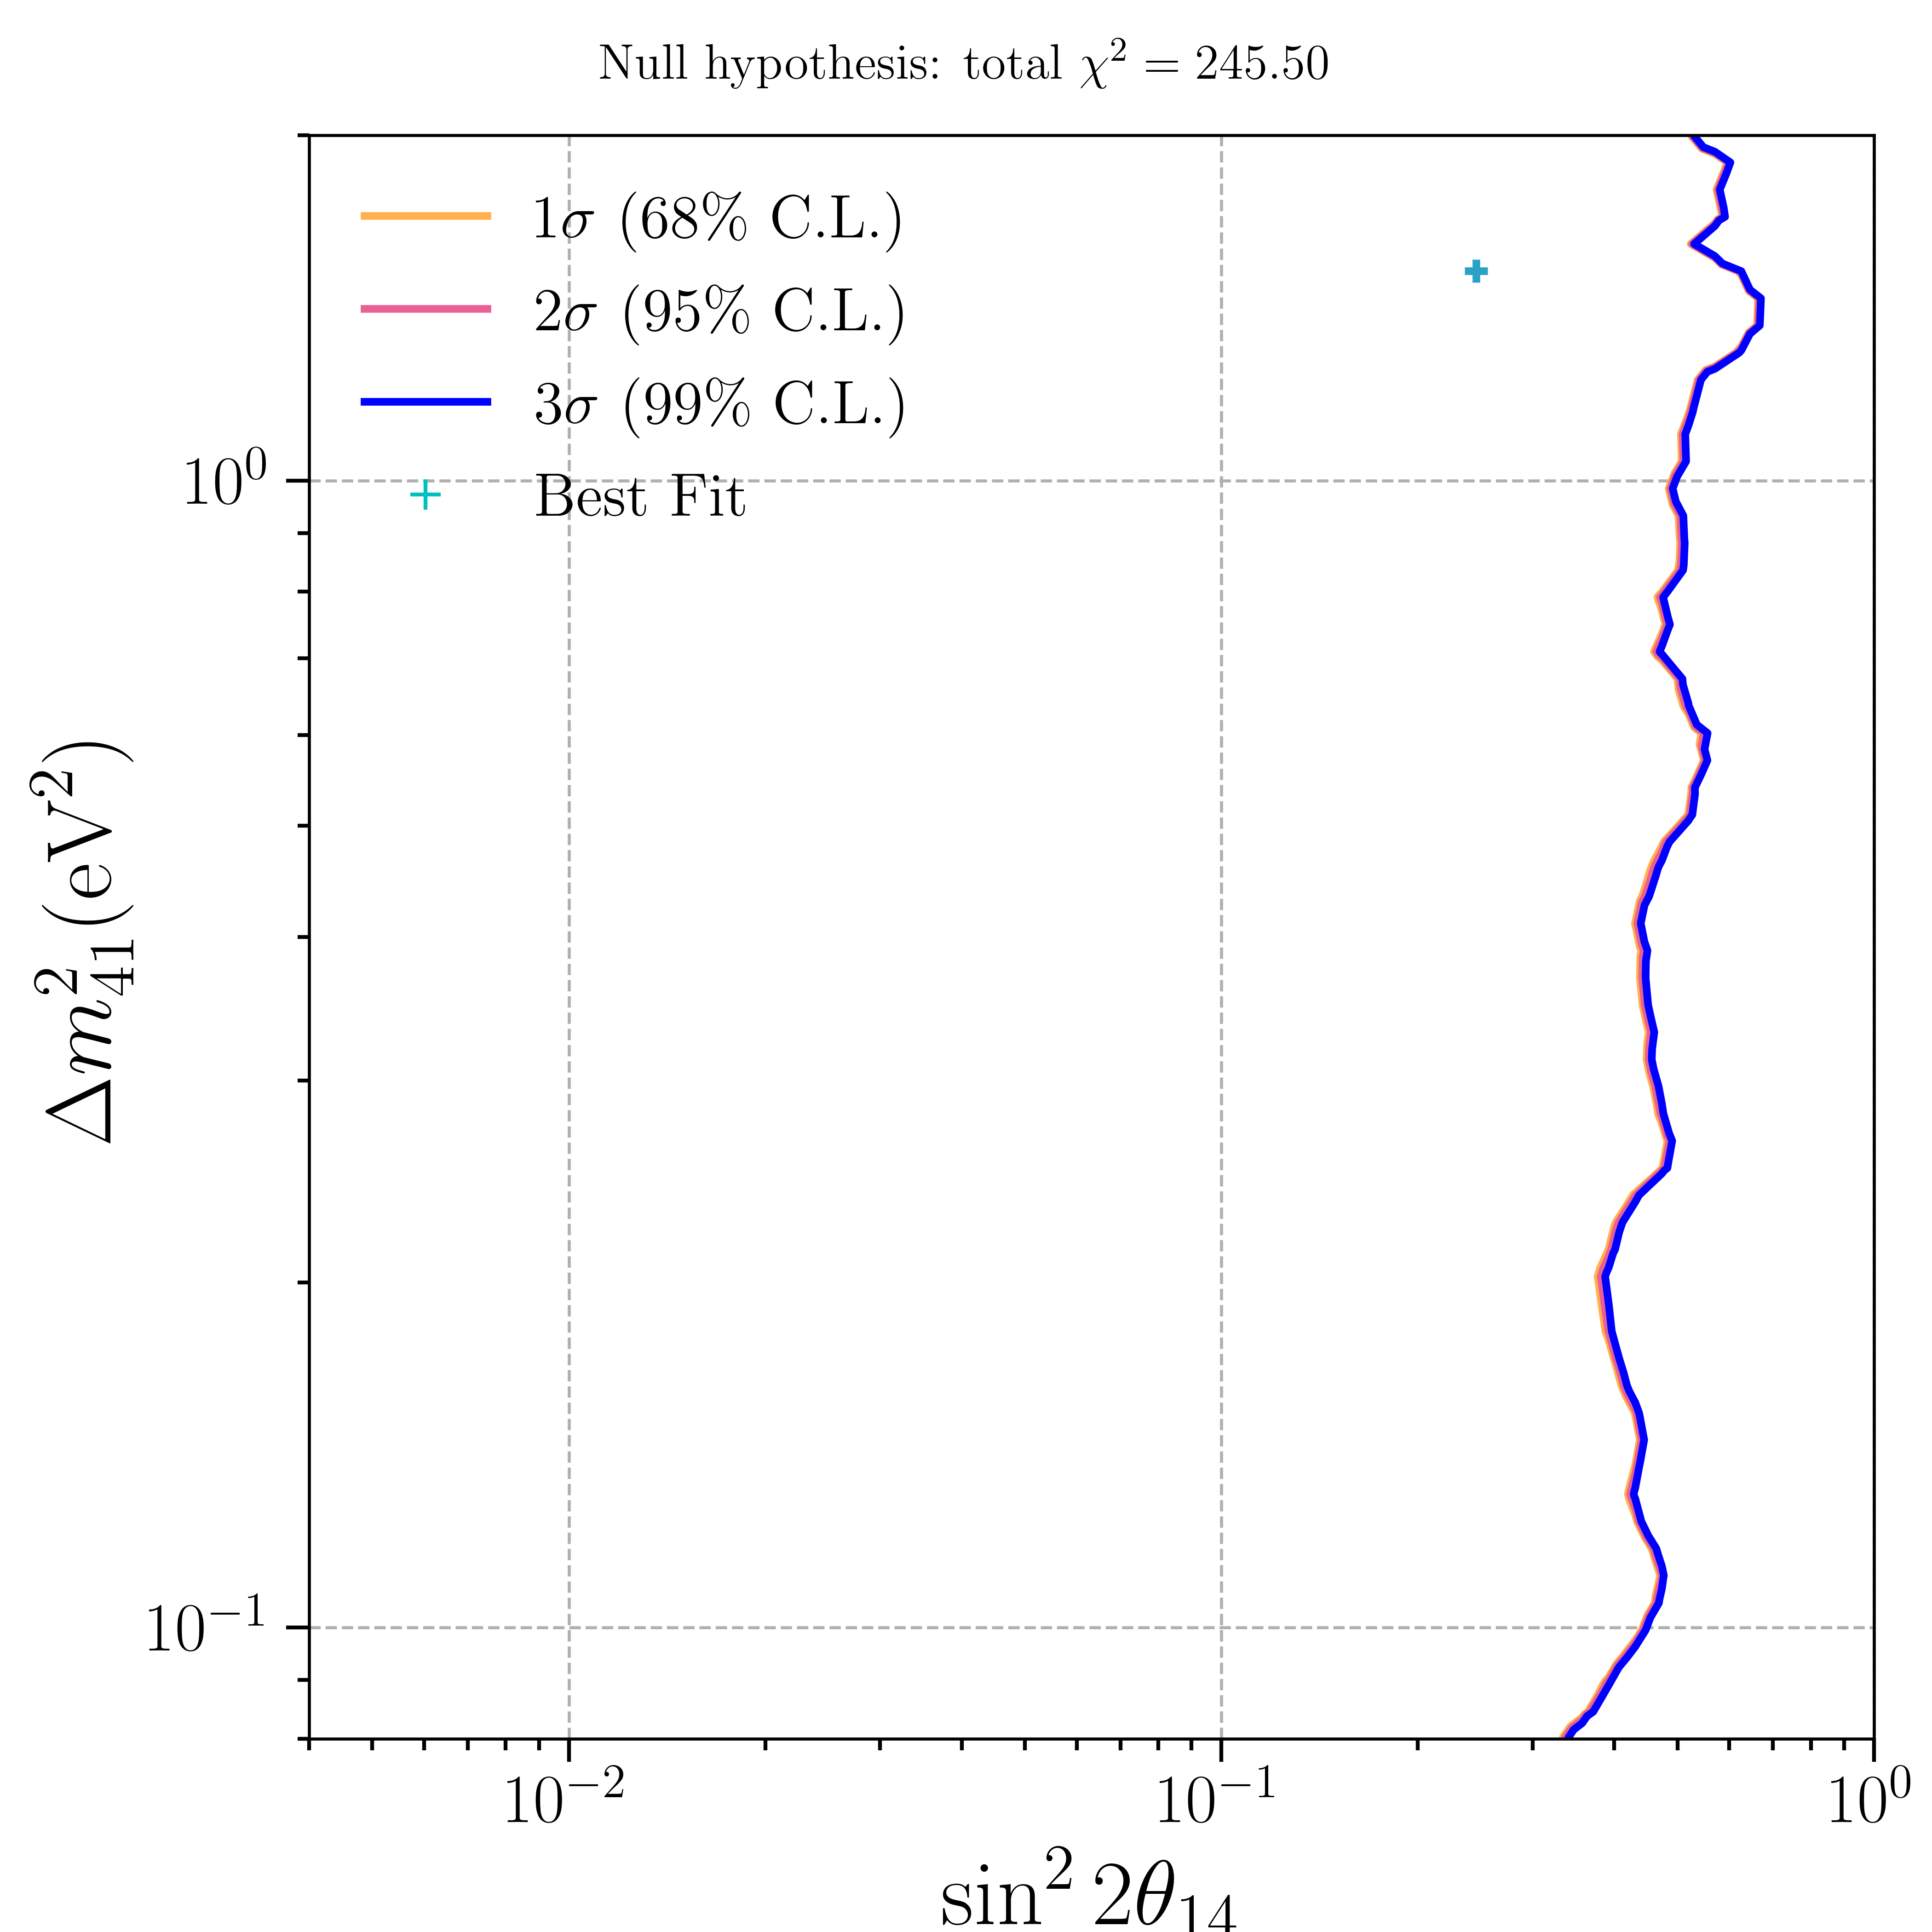 Null hypothesis: total χ² = 245.50
1σ (68% C.L.)
2σ (95% C.L.)
3σ (99% C.L.)
Best Fit
10⁰
10⁻¹
Δm²₄₁(eV²)
10⁻²
10⁻¹
10⁰
sin² 2θ₁₄